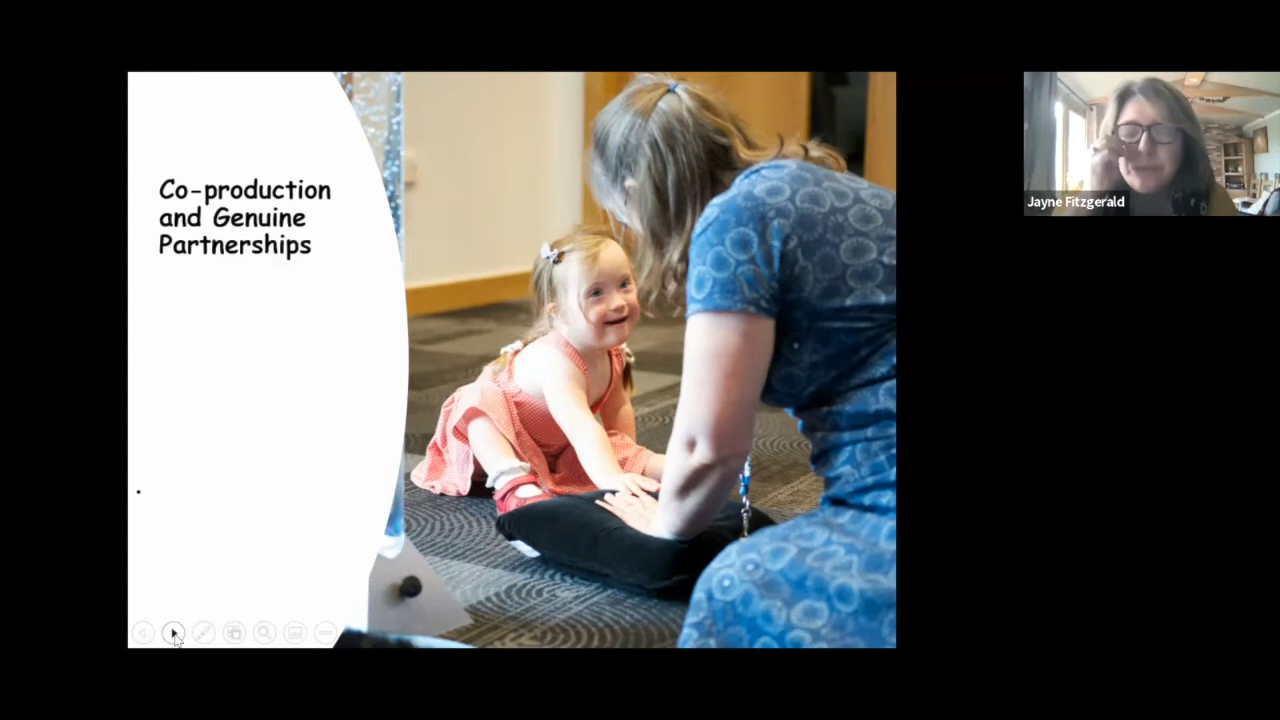 Co-production
and Genuine
Partnerships
.
Jayne Fitzgerald